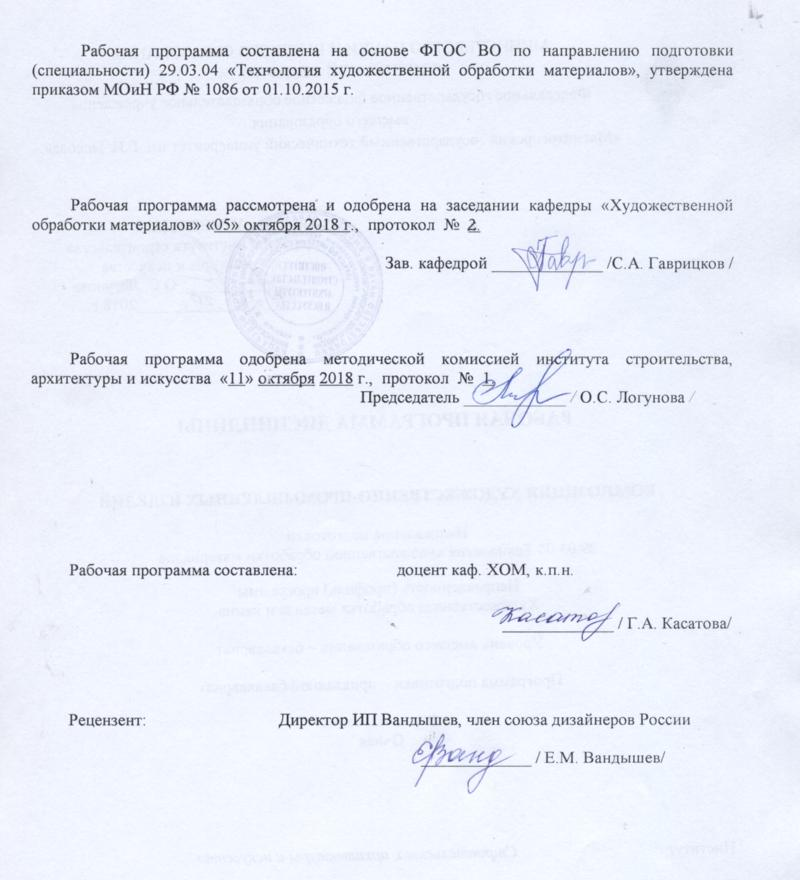 Рабочая программа составлена на основе ФГОС ВО по направлению подготовки
(специальности) 29.03.04 «Технология художественной обработки материалов», утверждена
приказом МОиН РФ № 1086 от 01.10.2015 г.
Рабочая программа рассмотрена и одобрена на заседании кафедры «Художественной
обработки материалов» «05» октября 2018 г., протокол № 2.
Зав. кафедрой /С.А. Гаврицков /
Рабочая программа одобрена методической комиссией института строительства,
архитектуры и искусства «11» октября 2018 г., протокол № 1.
Председатель / О.С. Логунова /
Рабочая программа составлена: доцент каф. ХОМ, к.п.н.
Касатов / Г.А. Касатова/
Рецензент: Директор ИП Вандышев, член союза дизайнеров России
/ Е.М. Вандышев/